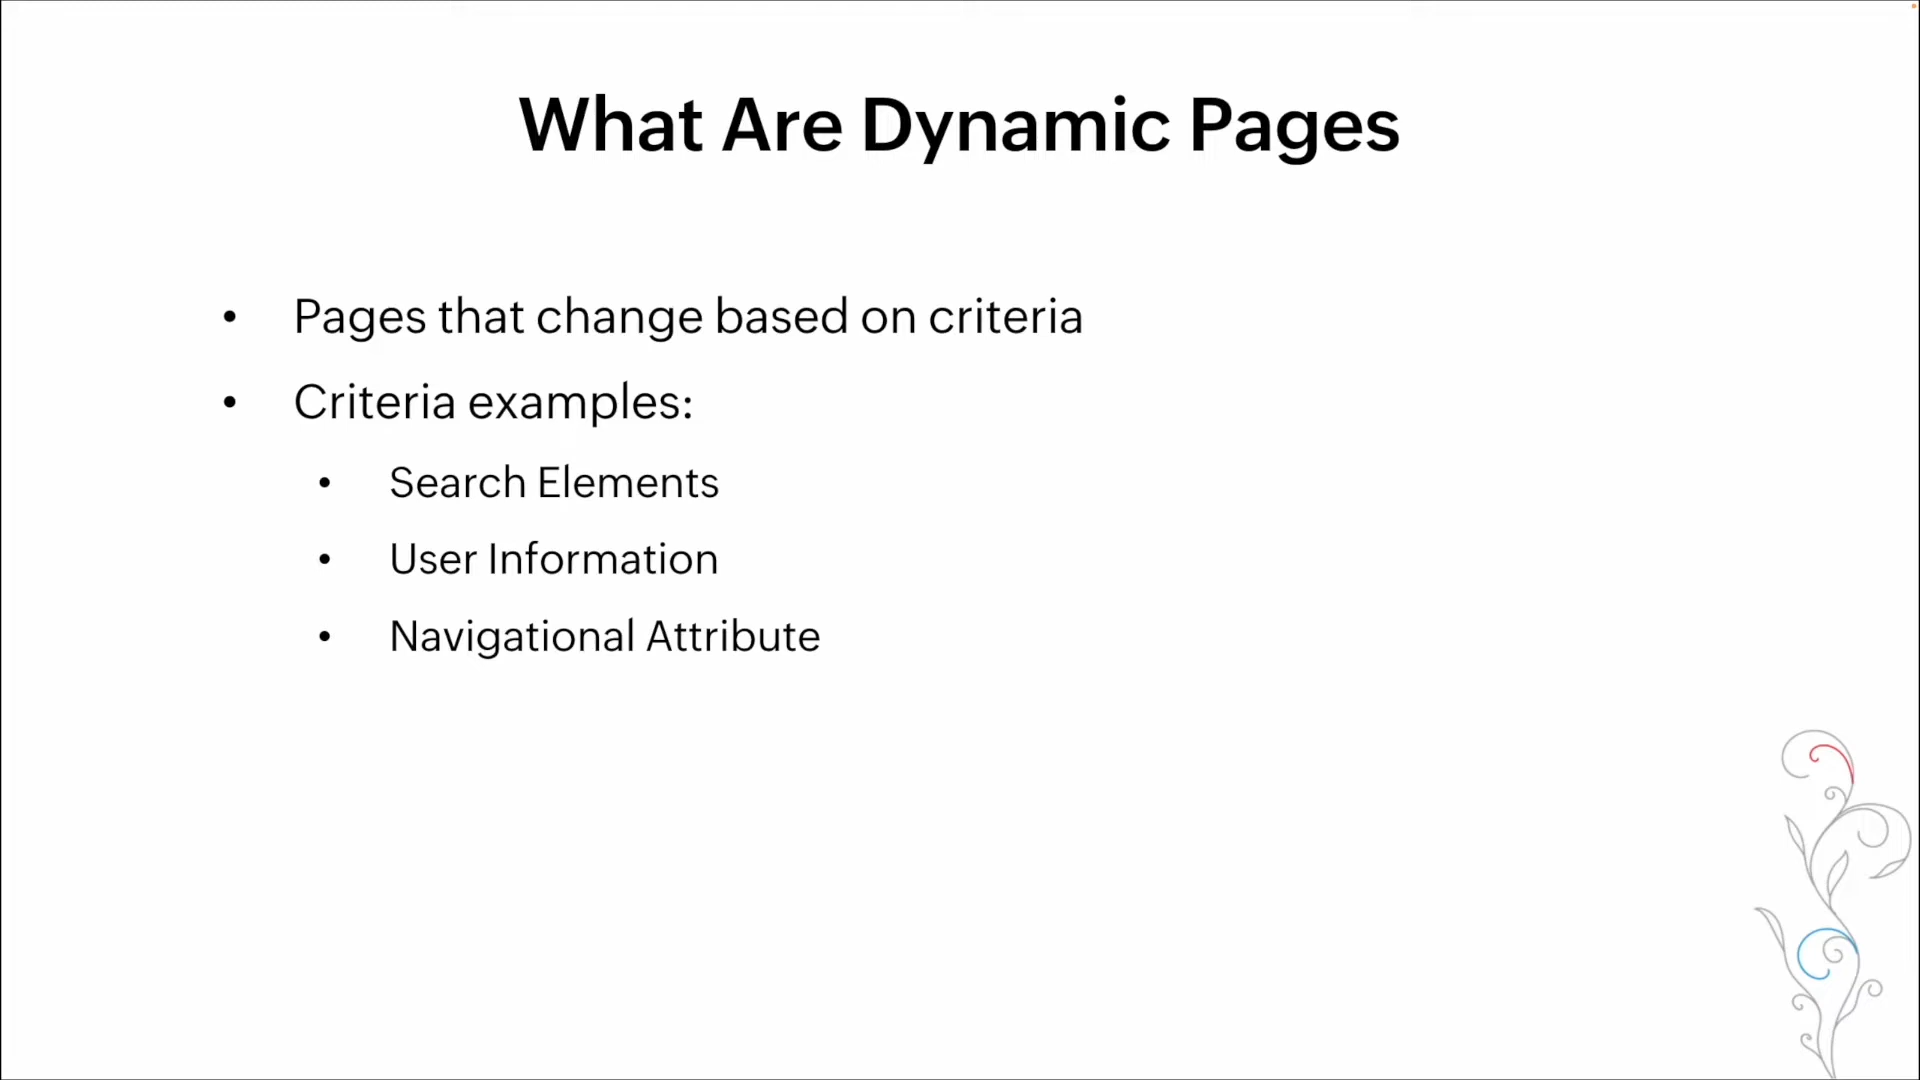 What Are Dynamic Pages
• Pages that change based on criteria
• Criteria examples:
• Search Elements
• User Information
• Navigational Attribute